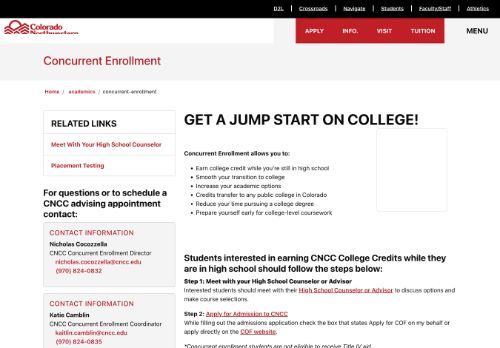 D2L | Crossroads | Navigate | Students | Faculty/Staff | Athletics
Colorado
Northwestern
APPLY INFO. VISIT TUITION MENU
Concurrent Enrollment
Home / academics / concurrent-enrollment
RELATED LINKS
Meet With Your High School Counselor
Placement Testing
For questions or to schedule a
CNCC advising appointment
contact:
CONTACT INFORMATION
Nicholas Cocozzella
CNCC Concurrent Enrollment Director
nicholas.cocozzella@cncc.edu
(970) 824-0832
CONTACT INFORMATION
Katie Camblin
CNCC Concurrent Enrollment Coordinator
kaitlin.camblin@cncc.edu
(970) 824-0835
GET A JUMP START ON COLLEGE!
Concurrent Enrollment allows you to:
• Earn college credit while you're still in high school
• Smooth your transition to college
• Increase your academic options
• Credits transfer to any public college in Colorado
• Reduce your time pursuing a college degree
• Prepare yourself early for college-level coursework
Students interested in earning CNCC College Credits while they
are in high school should follow the steps below:
Step 1: Meet with your High School Counselor or Advisor
Interested students should meet with their High School Counselor or Advisor to discuss options and
make course selections.
Step 2: Apply for Admission to CNCC
While filling out the admissions application check the box that states Apply for COF on my behalf or
apply directly on the COF website.
*Concurrent enrollment students are not eligible to receive Title IV aid.